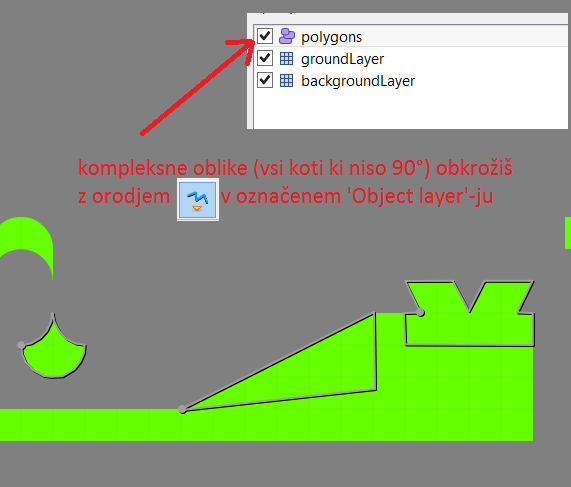 polygons
groundLayer
backgroundLayer
kompleksne oblike (vsi koti ki niso 90°) obkrožiš
z orodjem v označenem 'Object layer'-ju